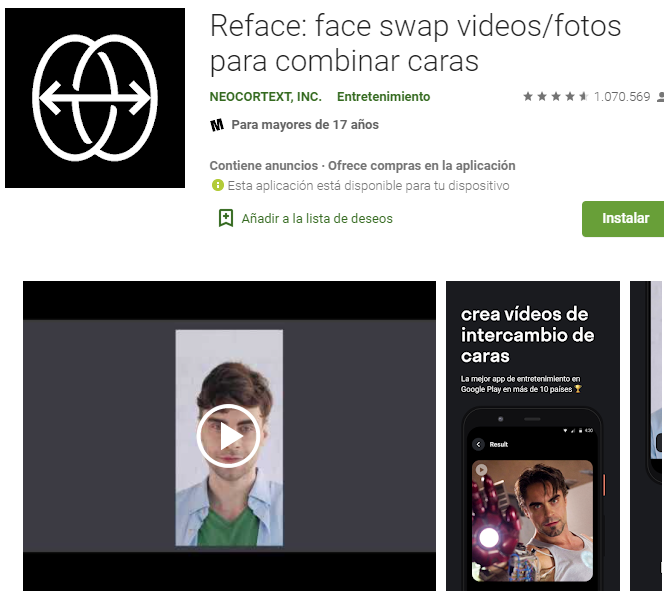 Reface: face swap videos/fotos
para combinar caras
NEOCORTEXT, INC. Entretenimiento
1.070.569
Para mayores de 17 años
Contiene anuncios · Ofrece compras en la aplicación
Esta aplicación está disponible para tu dispositivo
Añadir a la lista de deseos
Instalar
crea vídeos de
intercambio de
caras
La mejor app de entretenimiento en
Google Play en más de 10 países 🏆
4:30
Result